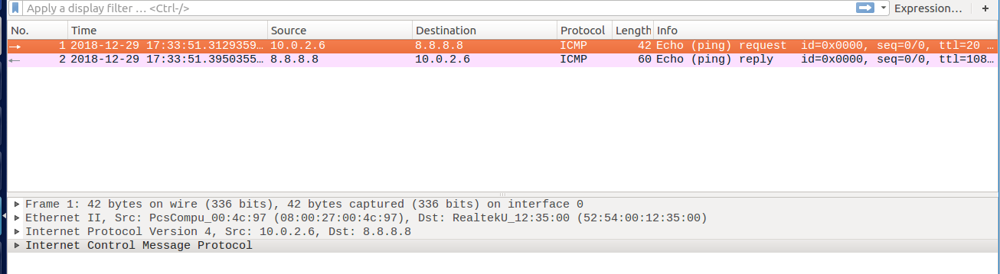 Apply a display filter … <Ctrl-/> Expression… +
No. Time Source Destination Protocol Length Info
1 2018-12-29 17:33:51.3129359… 10.0.2.6 8.8.8.8 ICMP 42 Echo (ping) request id=0x0000, seq=0/0, ttl=20 …
2 2018-12-29 17:33:51.3950355… 8.8.8.8 10.0.2.6 ICMP 60 Echo (ping) reply id=0x0000, seq=0/0, ttl=108…
Frame 1: 42 bytes on wire (336 bits), 42 bytes captured (336 bits) on interface 0
Ethernet II, Src: PcsCompu_00:4c:97 (08:00:27:00:4c:97), Dst: RealtekU_12:35:00 (52:54:00:12:35:00)
Internet Protocol Version 4, Src: 10.0.2.6, Dst: 8.8.8.8
Internet Control Message Protocol